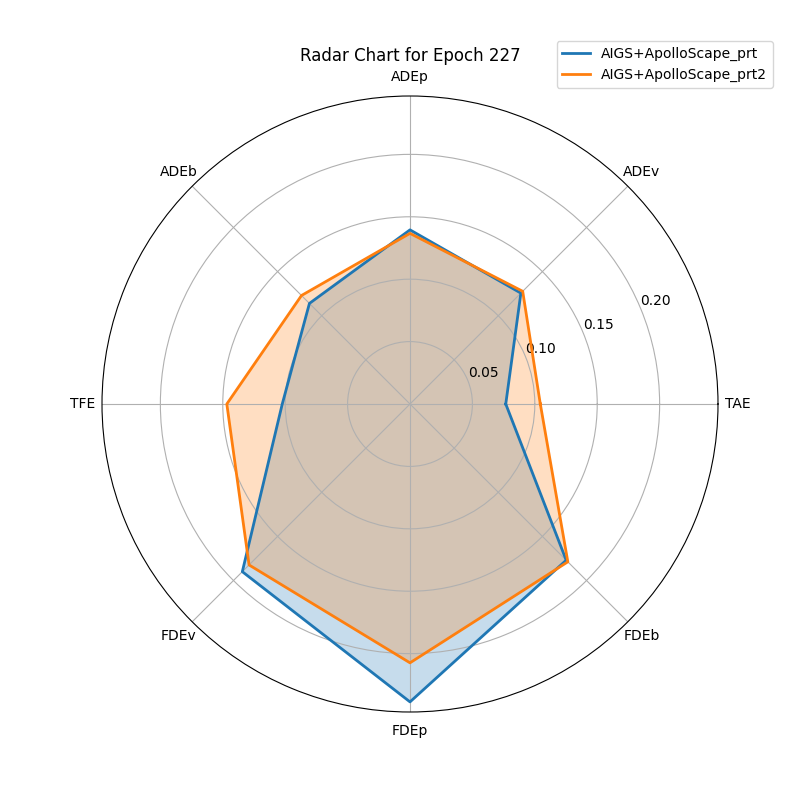 Radar Chart for Epoch 227
AIGS+ApolloScape_prt
AIGS+ApolloScape_prt2
ADEp
ADEb
ADEv
0.20
0.15
0.10
0.05
TFE
TAE
FDEv
FDEb
FDEp